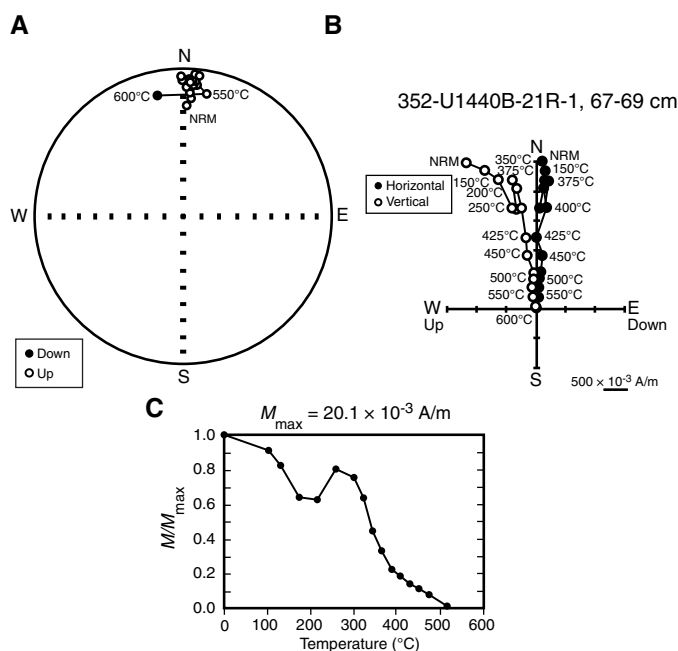 A
N
600°C
550°C
NRM
W
E
S
Down
Up
B
352-U1440B-21R-1, 67-69 cm
N
NRM
350°C
NRM
150°C
375°C
150°C
375°C
200°C
250°C
400°C
425°C
425°C
450°C
450°C
500°C
500°C
550°C
550°C
600°C
Horizontal
Vertical
W
Up
E
Down
S
500 × 10-3 A/m
C
Mmax = 20.1 × 10-3 A/m
M/Mmax
1.0
0.8
0.6
0.4
0.2
0.0
0 100 200 300 400 500 600
Temperature (°C)